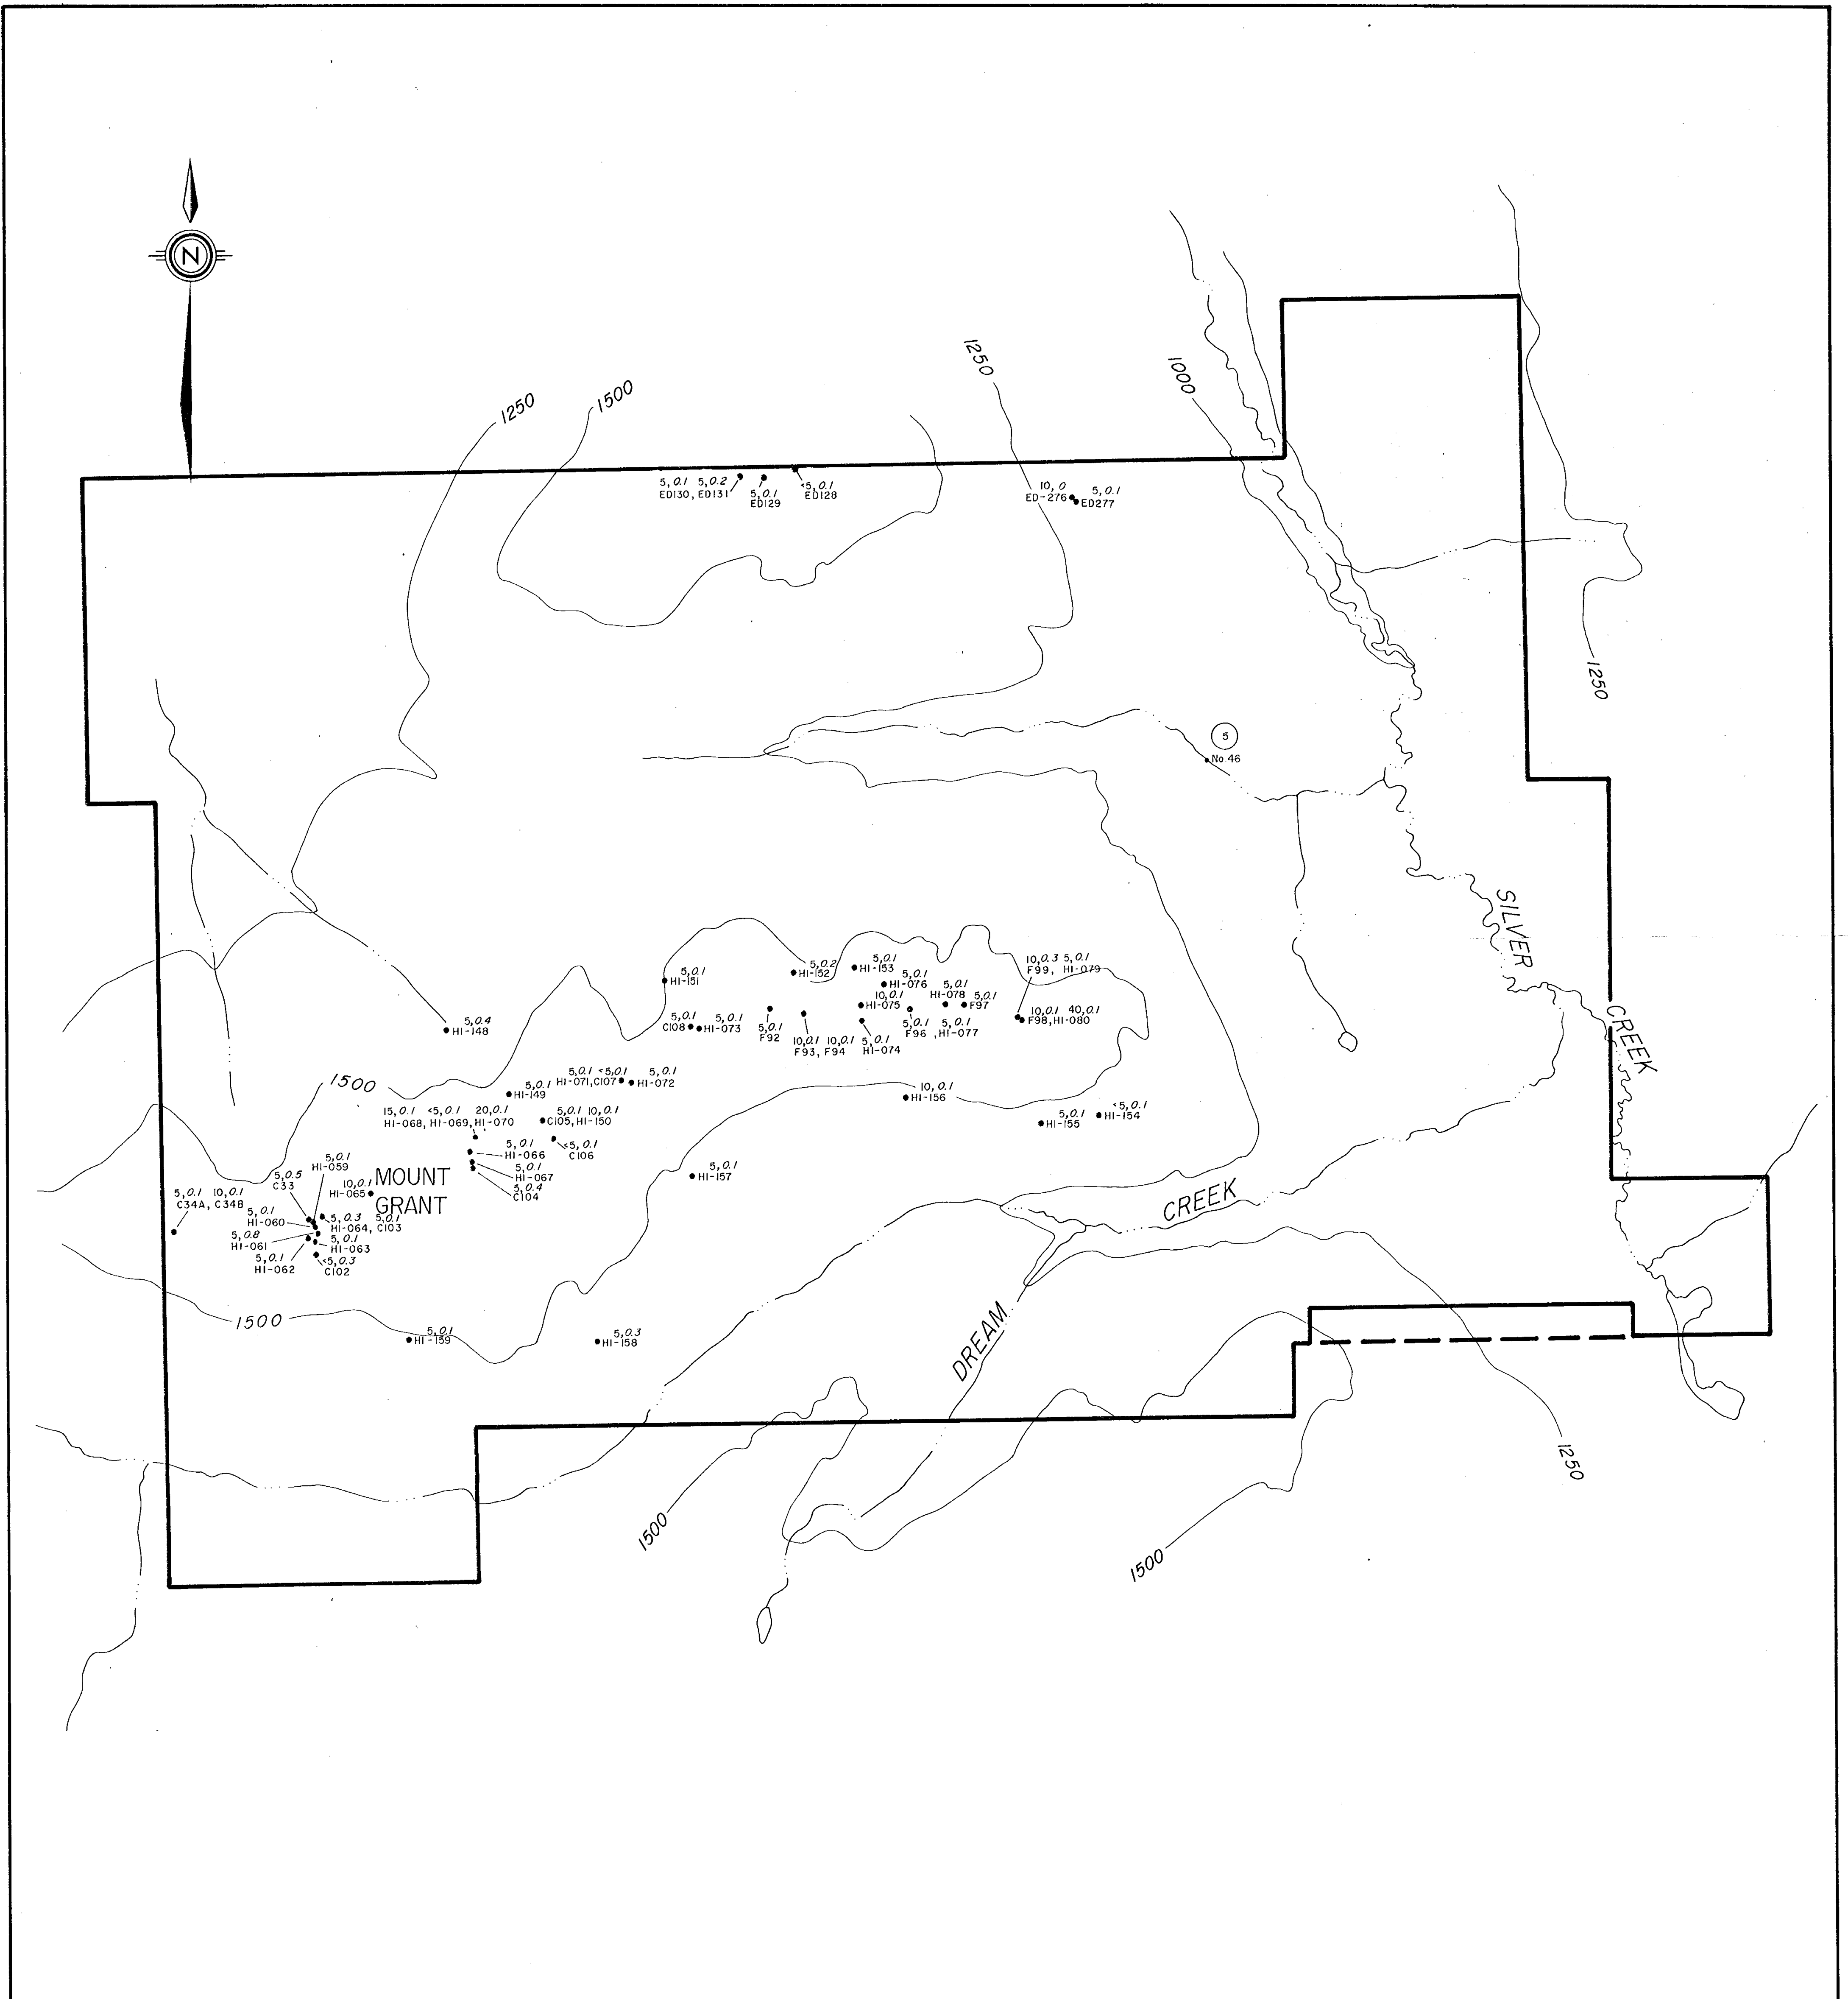 N
1250
1500
1250
1000
5, 0.1 5, 0.2
ED130, ED131
5, 0.1
ED129
<5, 0.1
ED128
10, 0
ED-276
5, 0.1
ED277
1250
5
No. 46
SILVER
CREEK
5, 0.1
HI-151
5, 0.2
HI-152
5, 0.1
HI-153
5, 0.1
HI-076
10, 0.1
HI-075
5, 0.1
HI-078
5, 0.1
F97
10, 0.3 5, 0.1
F99, HI-079
10, 0.1 40, 0.1
F98, HI-080
5, 0.4
HI-148
5, 0.1
C108
5, 0.1
HI-073
5, 0.1
F92
10, 0.1 10, 0.1
F93, F94
5, 0.1
HI-074
5, 0.1 5, 0.1
F96 , HI-077
1500
5, 0.1 <5, 0.1
HI-071, C107
5, 0.1
HI-072
5, 0.1
HI-149
10, 0.1
HI-156
15, 0.1 <5, 0.1 20, 0.1
HI-068, HI-069, HI-070
5, 0.1 10, 0.1
C105, HI-150
<5, 0.1
HI-154
5, 0.1
HI-155
5, 0.1
HI-066
<5, 0.1
C106
5, 0.1
HI-067
5, 0.4
C104
5, 0.1
HI-157
5, 0.1
HI-059
5, 0.5
C33
10, 0.1
HI-065
MOUNT
GRANT
5, 0.1 10, 0.1
C34A, C34B
5, 0.1
HI-060
5, 0.3 5, 0.1
HI-064, C103
5, 0.8
HI-061
5, 0.1
HI-063
5, 0.1
HI-062
<5, 0.3
C102
CREEK
DREAM
1500
5, 0.1
HI-159
5, 0.3
HI-158
1250
1500
1500